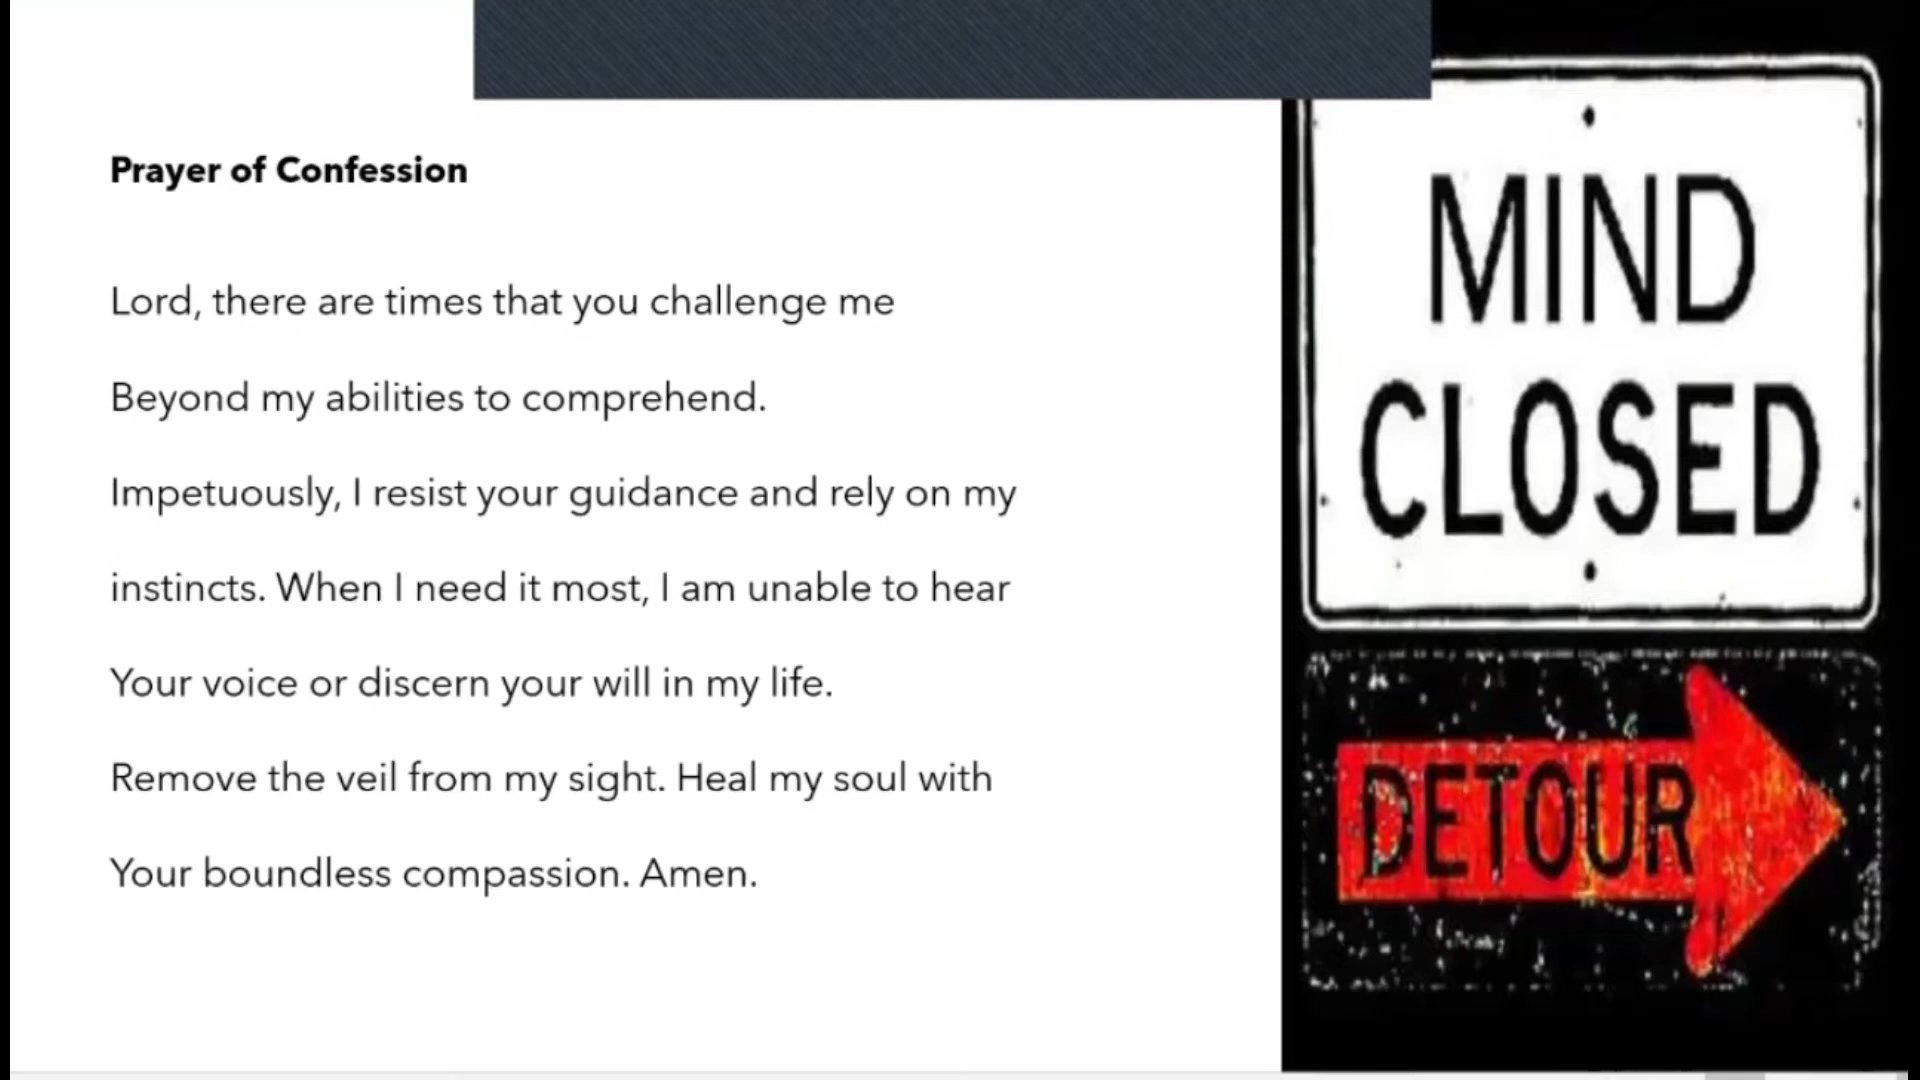 Prayer of Confession
Lord, there are times that you challenge me
Beyond my abilities to comprehend.
Impetuously, I resist your guidance and rely on my
instincts. When I need it most, I am unable to hear
Your voice or discern your will in my life.
Remove the veil from my sight. Heal my soul with
Your boundless compassion. Amen.
MIND
CLOSED
DETOUR